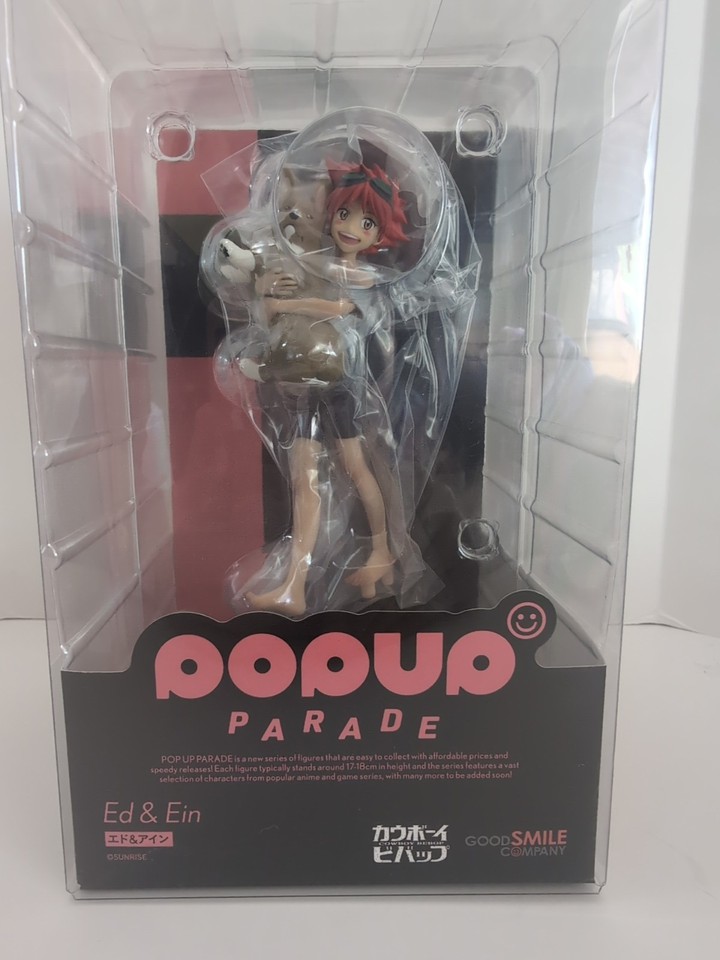 POPUP
PARADE
POP UP PARADE is a new series of figures that are easy to collect with affordable prices and
speedy releases! Each figure typically stands around 17-18cm in height and the series features a vast
selection of characters from popular anime and game series, with many more to be added soon!
Ed & Ein
エド&アイン
©SUNRISE
カウボーイ
COWBOY BEBOP
ビバップ
GOOD SMILE
COMPANY